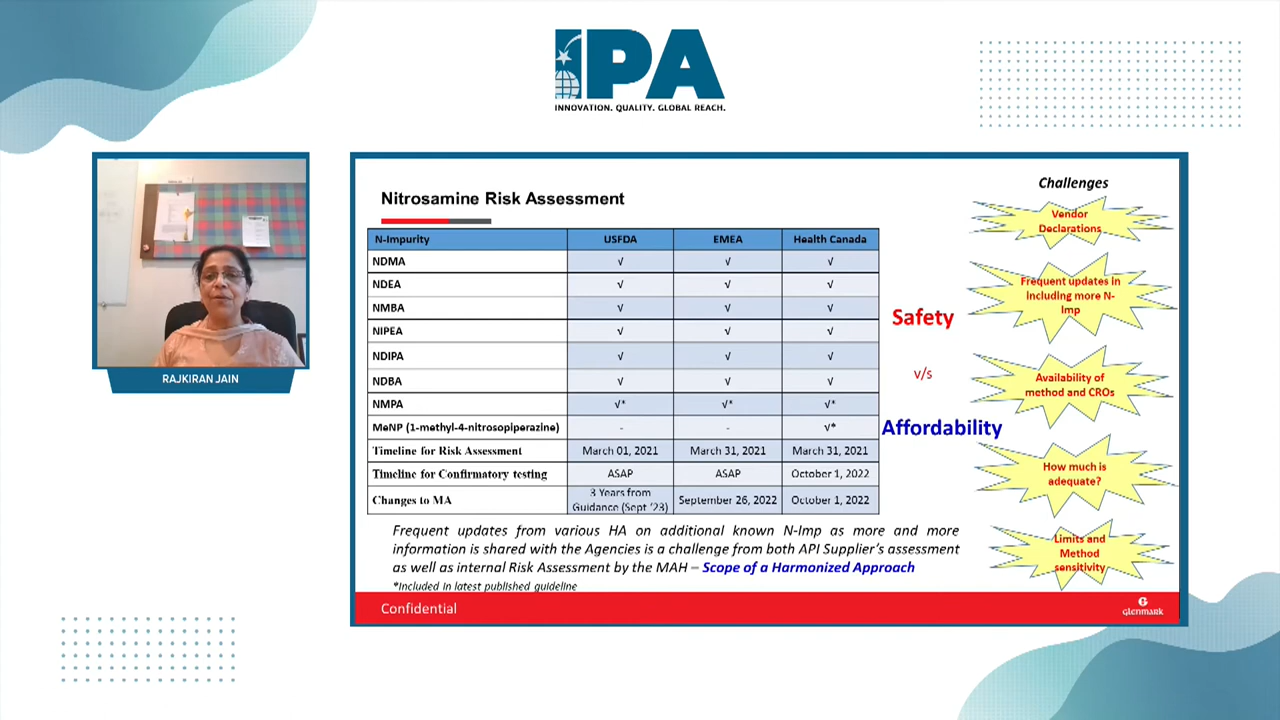 IPA
INNOVATION. QUALITY. GLOBAL REACH.
RAJKIRAN JAIN
Nitrosamine Risk Assessment
N-Impurity USFDA EMEA Health Canada
NDMA √ √ √
NDEA √ √ √
NMBA √ √ √
NIPEA √ √ √
NDIPA √ √ √
NDBA √ √ √
NMPA √* √* √*
MeNP (1-methyl-4-nitrosopiperazine) - - √*
Timeline for Risk Assessment March 01, 2021 March 31, 2021 March 31, 2021
Timeline for Confirmatory testing ASAP ASAP October 1, 2022
Changes to MA 3 Years from Guidance (Sept '23) September 26, 2022 October 1, 2022
Safety
v/s
Affordability
Challenges
Vendor
Declarations
Frequent updates in
including more N-
Imp
Availability of
method and CROs
How much is
adequate?
Limits and
Method
sensitivity
Frequent updates from various HA on additional known N-Imp as more and more
information is shared with the Agencies is a challenge from both API Supplier's assessment
as well as internal Risk Assessment by the MAH – Scope of a Harmonized Approach
*Included in latest published guideline
Confidential
Glenmark